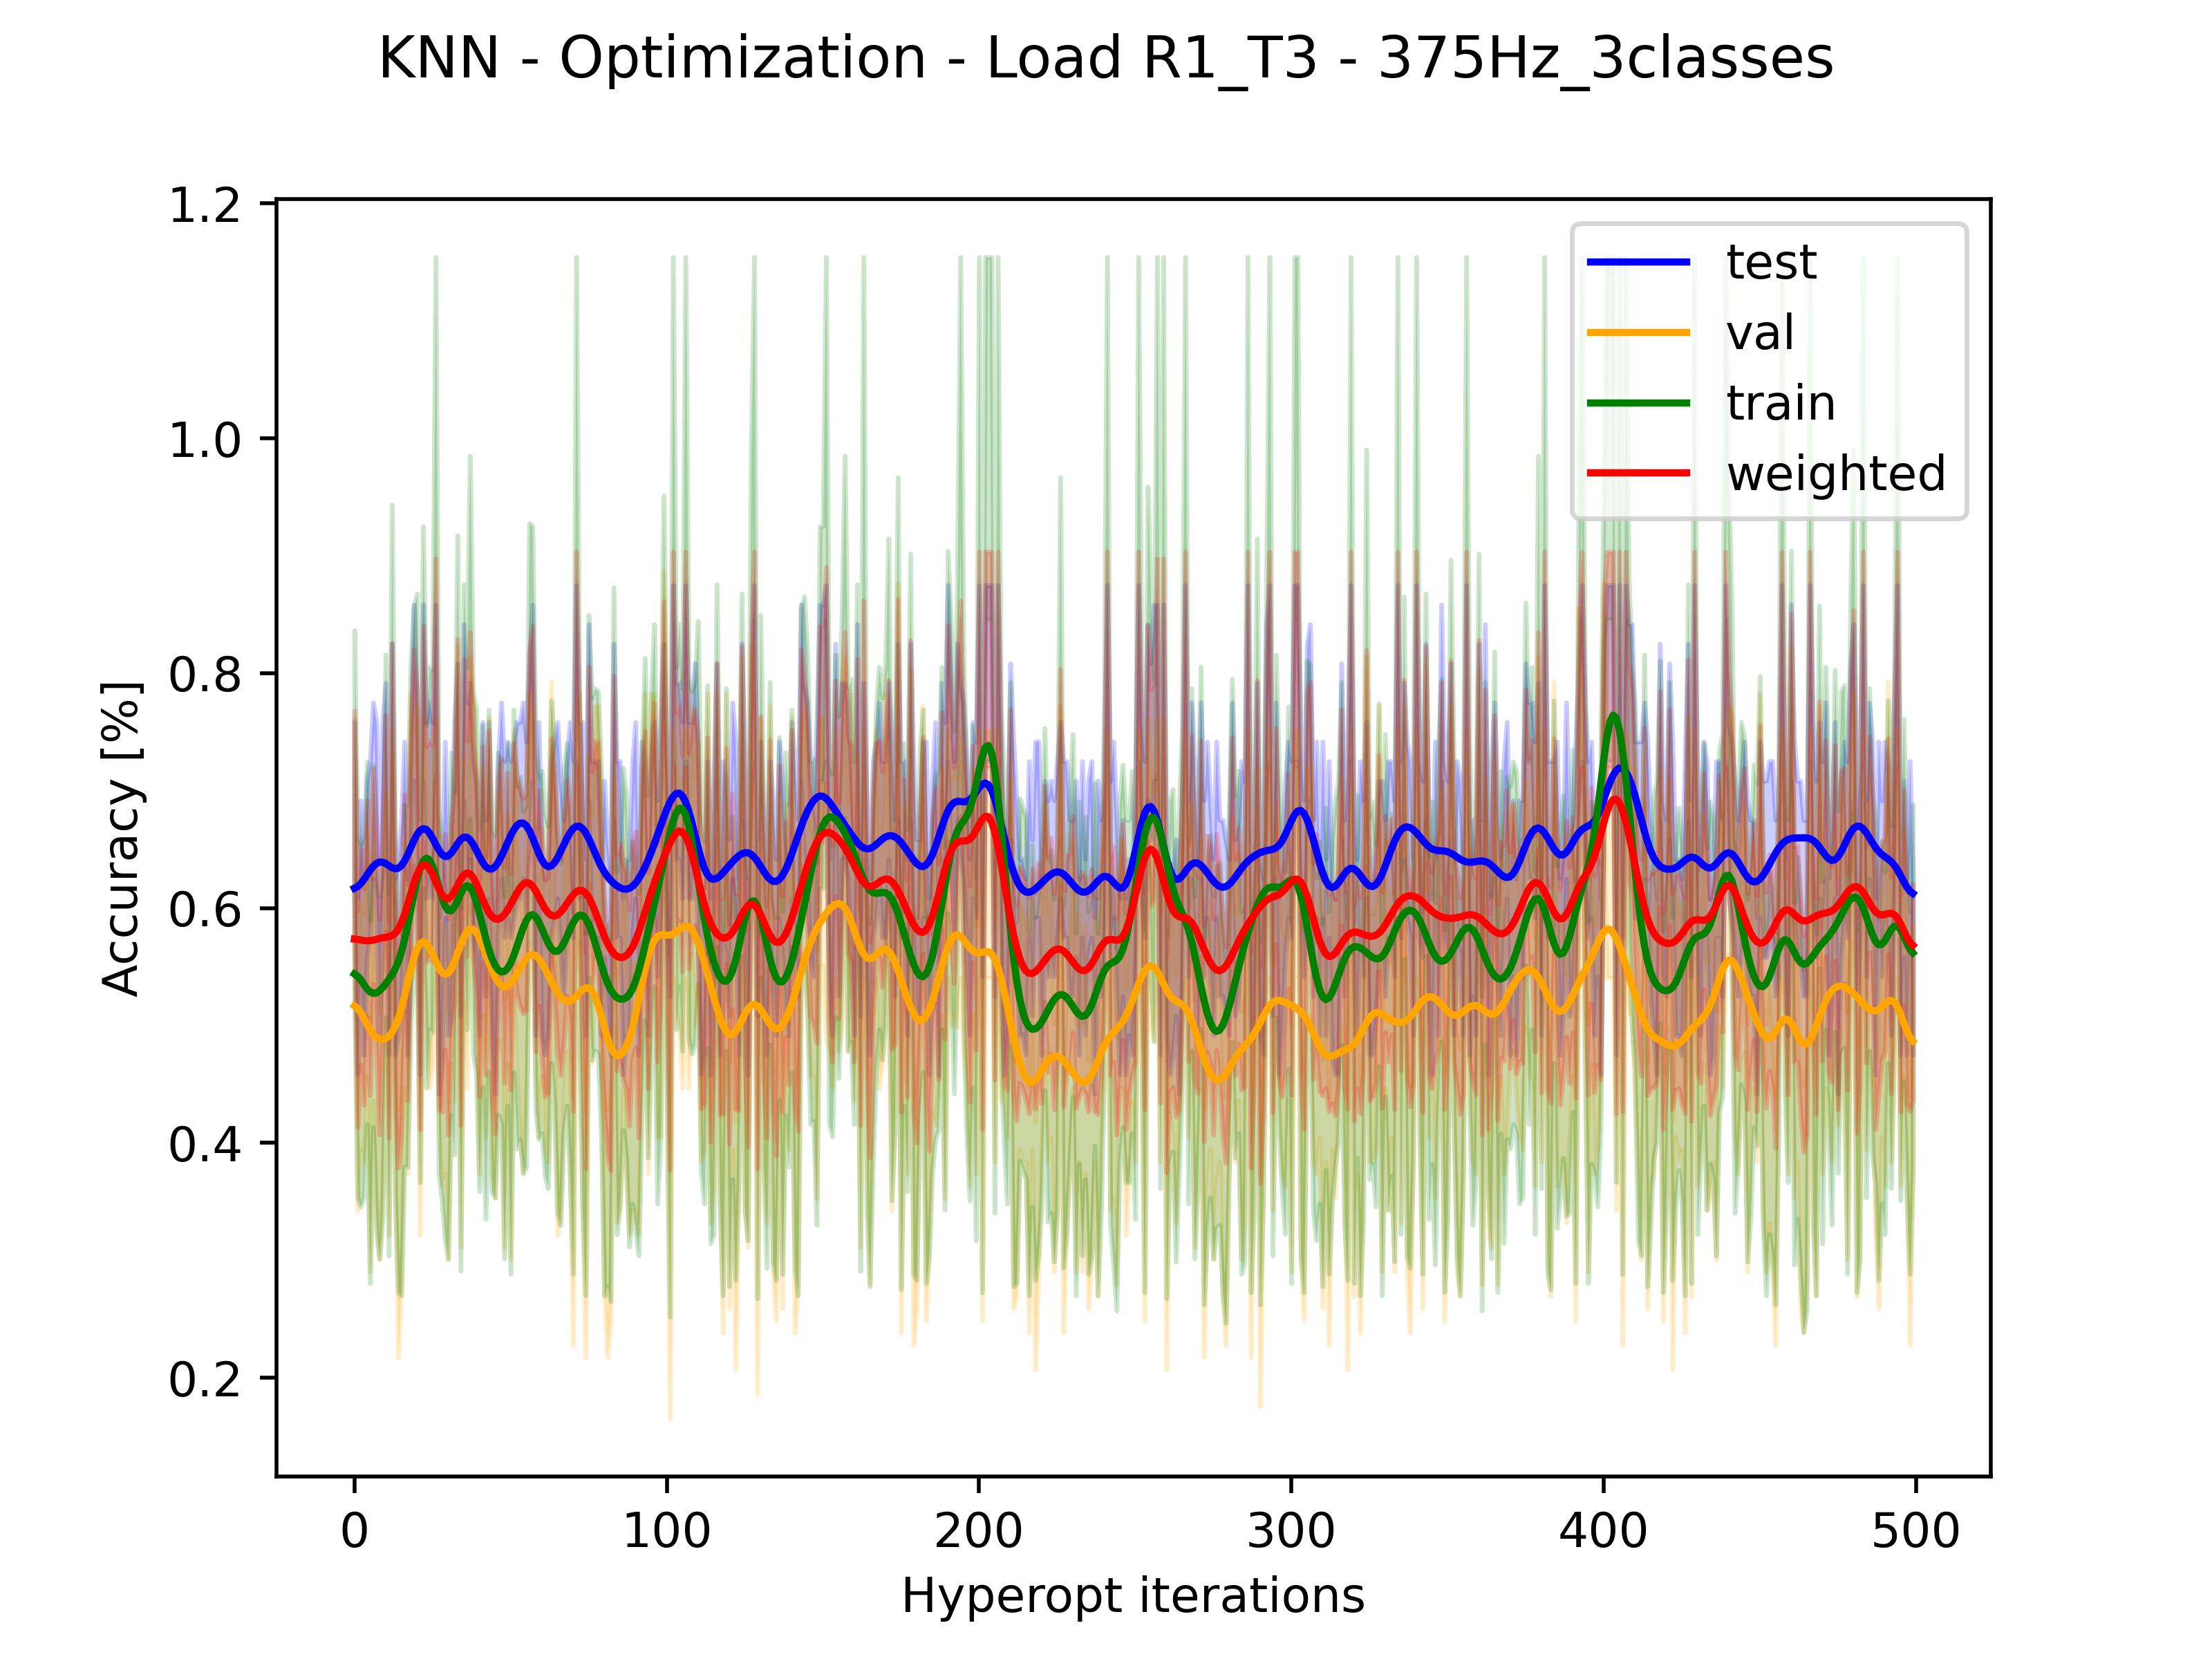 KNN - Optimization - Load R1_T3 - 375Hz_3classes
1.2
1.0
0.8
0.6
0.4
0.2
Accuracy [%]
test
val
train
weighted
0 100 200 300 400 500
Hyperopt iterations